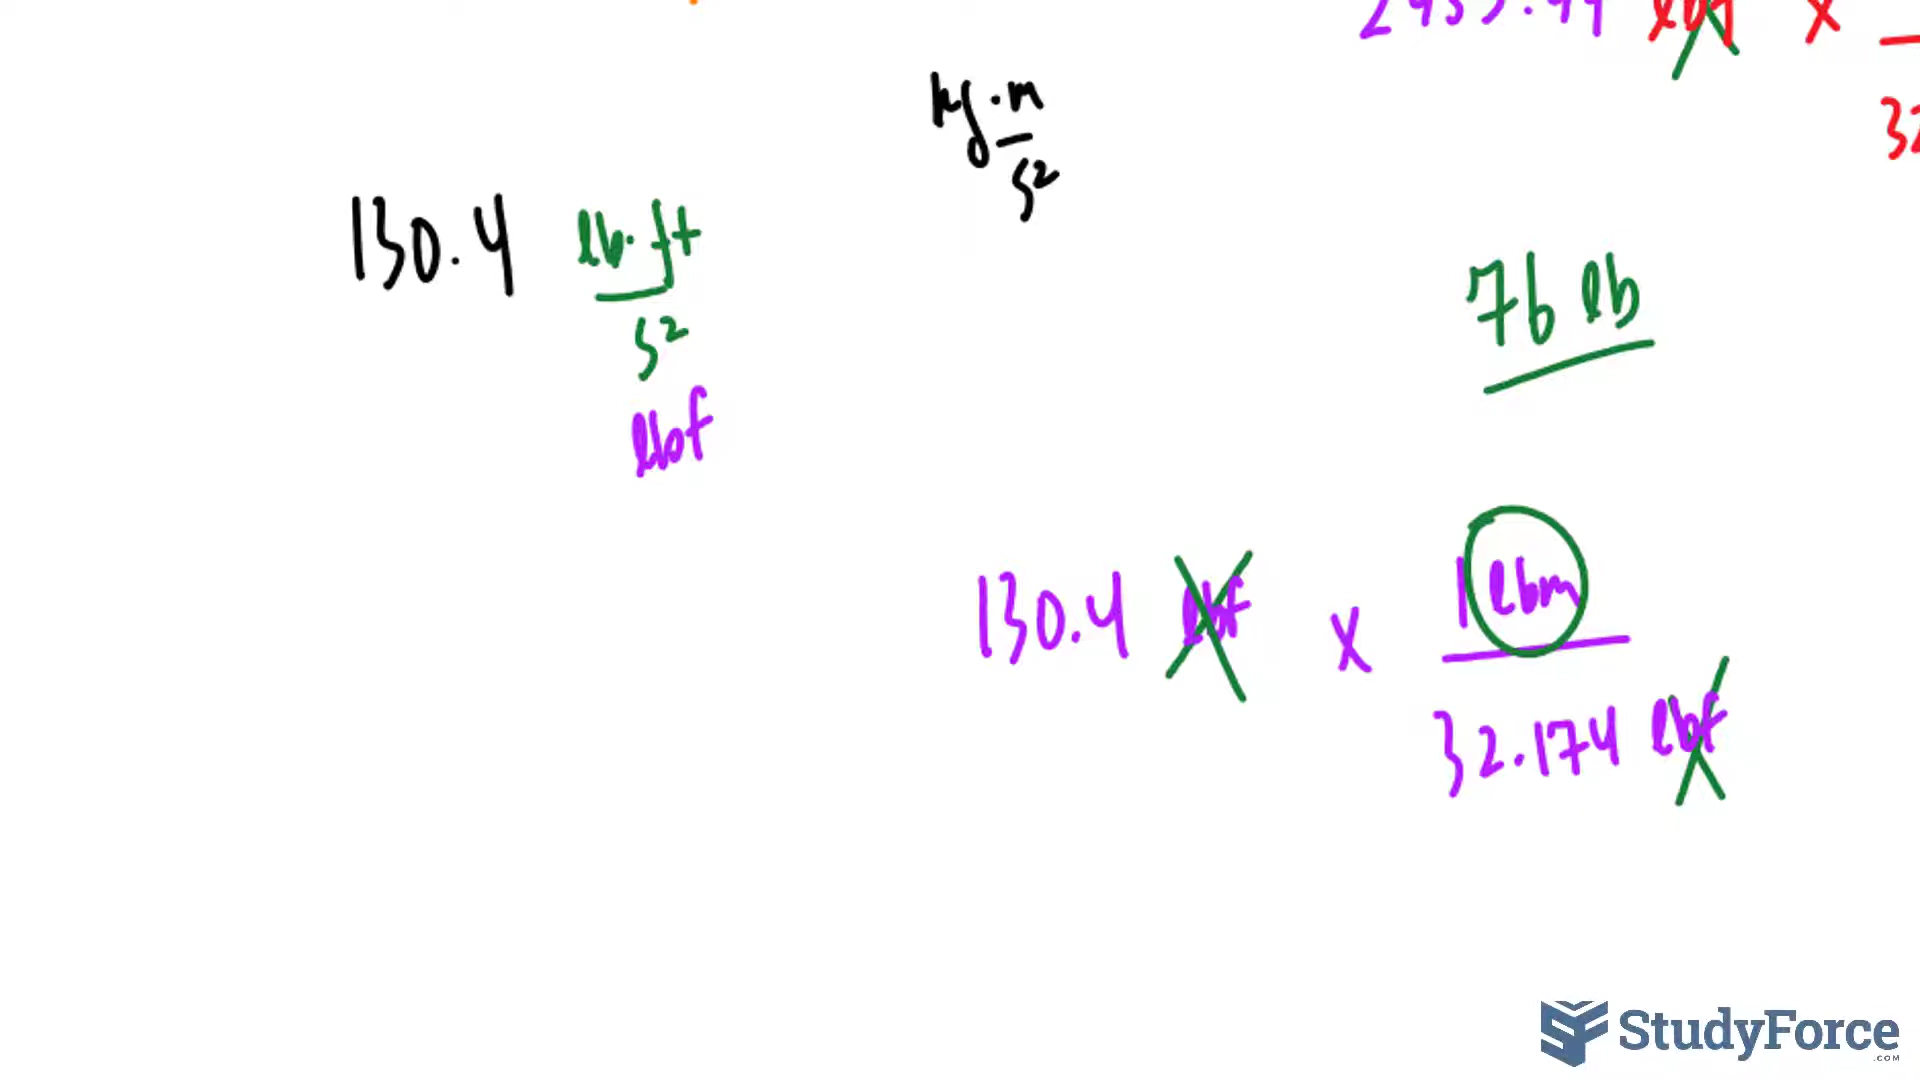 kg·m
s²
130.4 lb·ft
s²
lbf
76 lb
130.4 lbf x 1 lbm
32.174 lbf
StudyForce
.COM